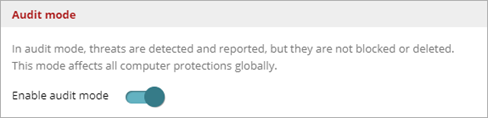 Audit mode
In audit mode, threats are detected and reported, but they are not blocked or deleted.
This mode affects all computer protections globally.
Enable audit mode